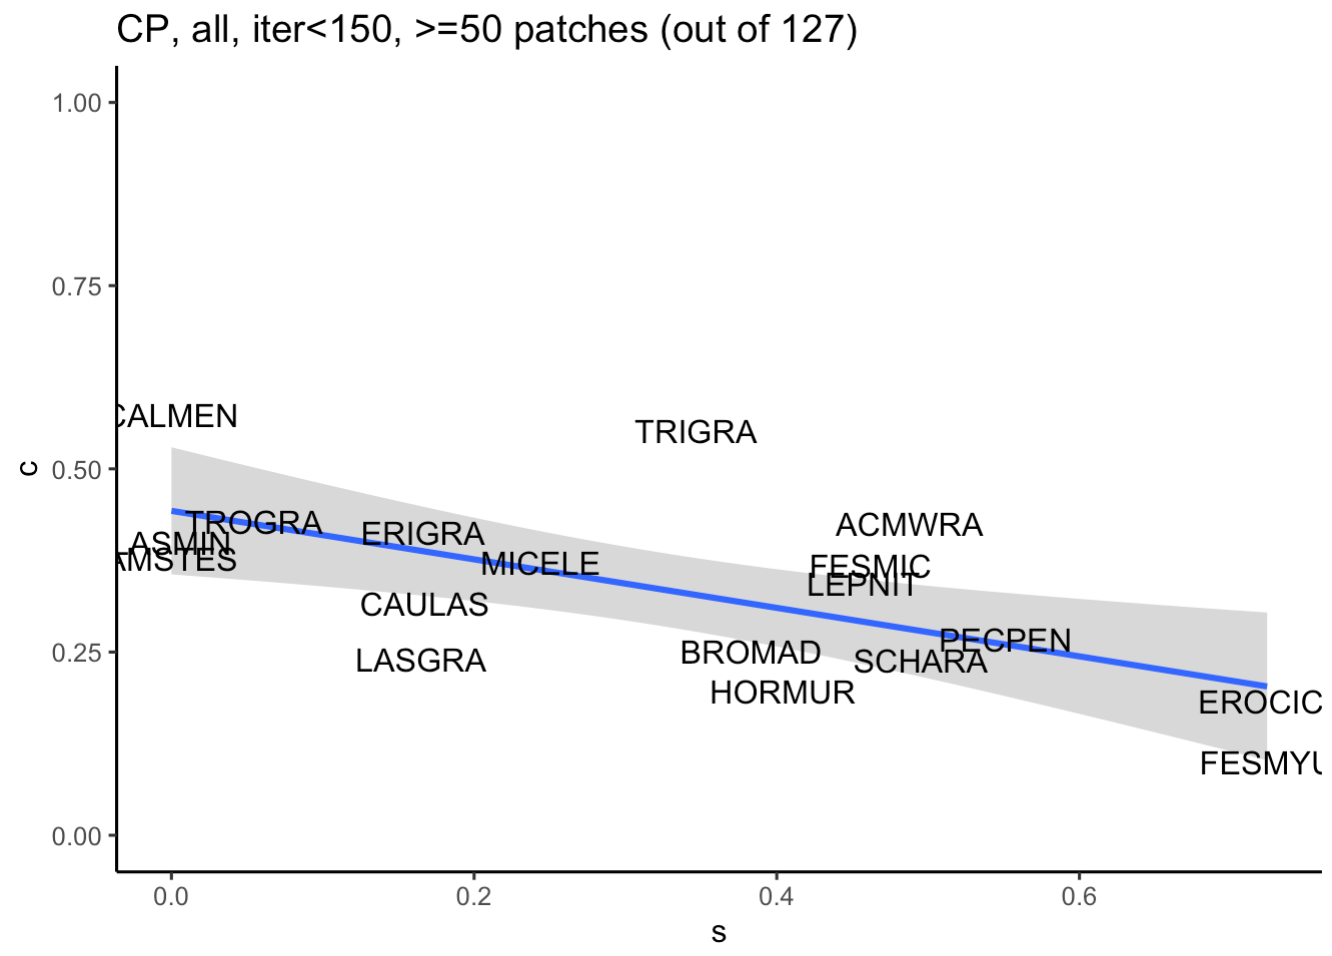 CP, all, iter<150, >=50 patches (out of 127)
1.00
0.75
0.50
0.25
0.00
c
CALMEN
TRIGRA
TROGRA
ACMWRA
ERIGRA
ASMIN
AMSTES
MICELE
FESMIC
LEPNIT
CAULAS
PECPEN
BROMAD
LASGRA
SCHARA
HORMUR
EROCIC
FESMYU
0.0 0.2 0.4 0.6
s